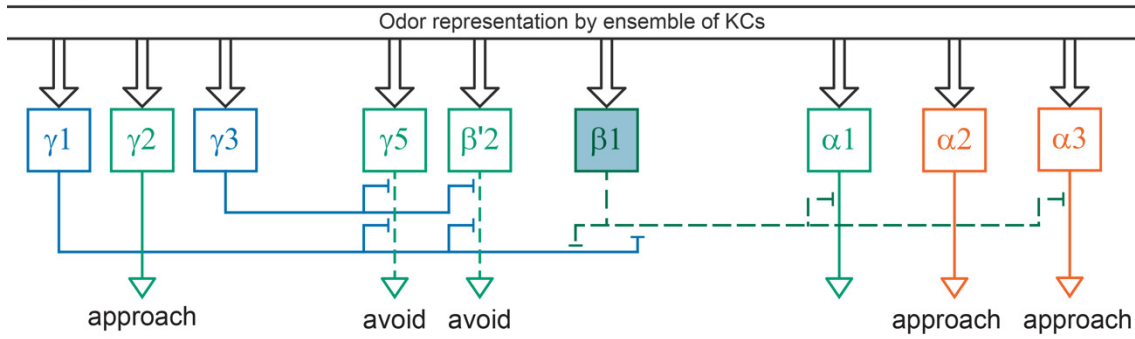 Odor representation by ensemble of KCs
γ1 γ2 γ3 γ5 β'2 β1 α1 α2 α3
approach avoid avoid approach approach